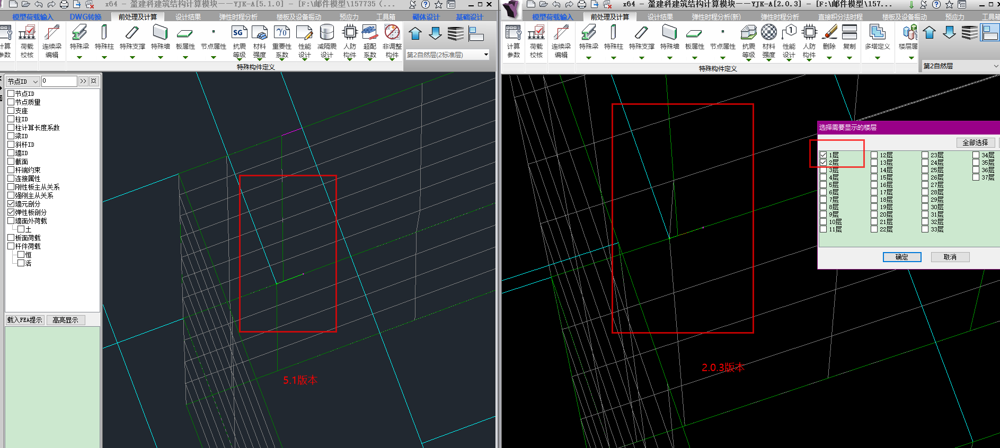 x64 - 盈建科建筑结构计算模块--YJK-A[5.1.0] - [F:\邮件模型\157735 (...
模型荷载输入 DWG转换 前处理及计算 设计结果 弹性时程分析 楼板及设备振动 预应力 工具箱 砌体设计 基础设计
计算参数 荷载校核 连续梁编辑 特殊梁 特殊柱 特殊支撑 特殊墙 板属性 节点属性 抗震等级 材料强度 重要性系数 性能设计 减隔震设计 人防构件 超配系数 非调整构件
SG γ0
第2自然层(2标准层)
特殊构件定义
节点ID 0 >>
节点ID
节点质量
支座
柱ID
柱计算长度系数
梁ID
斜杆ID
墙ID
截面
杆端约束
连接属性
刚性板主从关系
强刚主从关系
墙元剖分
弹性板剖分
墙面外荷载
土
板面荷载
杆件荷载
恒
活
载入FEA提示 高亮显示
5.1版本
x64 - 盈建科建筑结构计算模块--YJK-A[2.0.3] - [F:\邮件模型\157...
模型荷载输入 前处理及计算 设计结果 弹性时程分析(新) 弹性时程分析 直接积分法时程 楼板及设备振动 预应力 工具箱
计算参数 荷载校核 连续梁编辑 特殊梁 特殊柱 特殊支撑 特殊墙 板属性 节点属性 抗震等级 材料强度 性能设计 人防构件 删除 复制 多塔定义 楼层属
1
第2自然层
特殊构件定义
选择需要显示的楼层
全部选择
1层 12层 23层 34层
2层 13层 24层 35层
3层 14层 25层 36层
4层 15层 26层 37层
5层 16层 27层
6层 17层 28层
7层 18层 29层
8层 19层 30层
9层 20层 31层
10层 21层 32层
11层 22层 33层
确定 取消
2.0.3版本